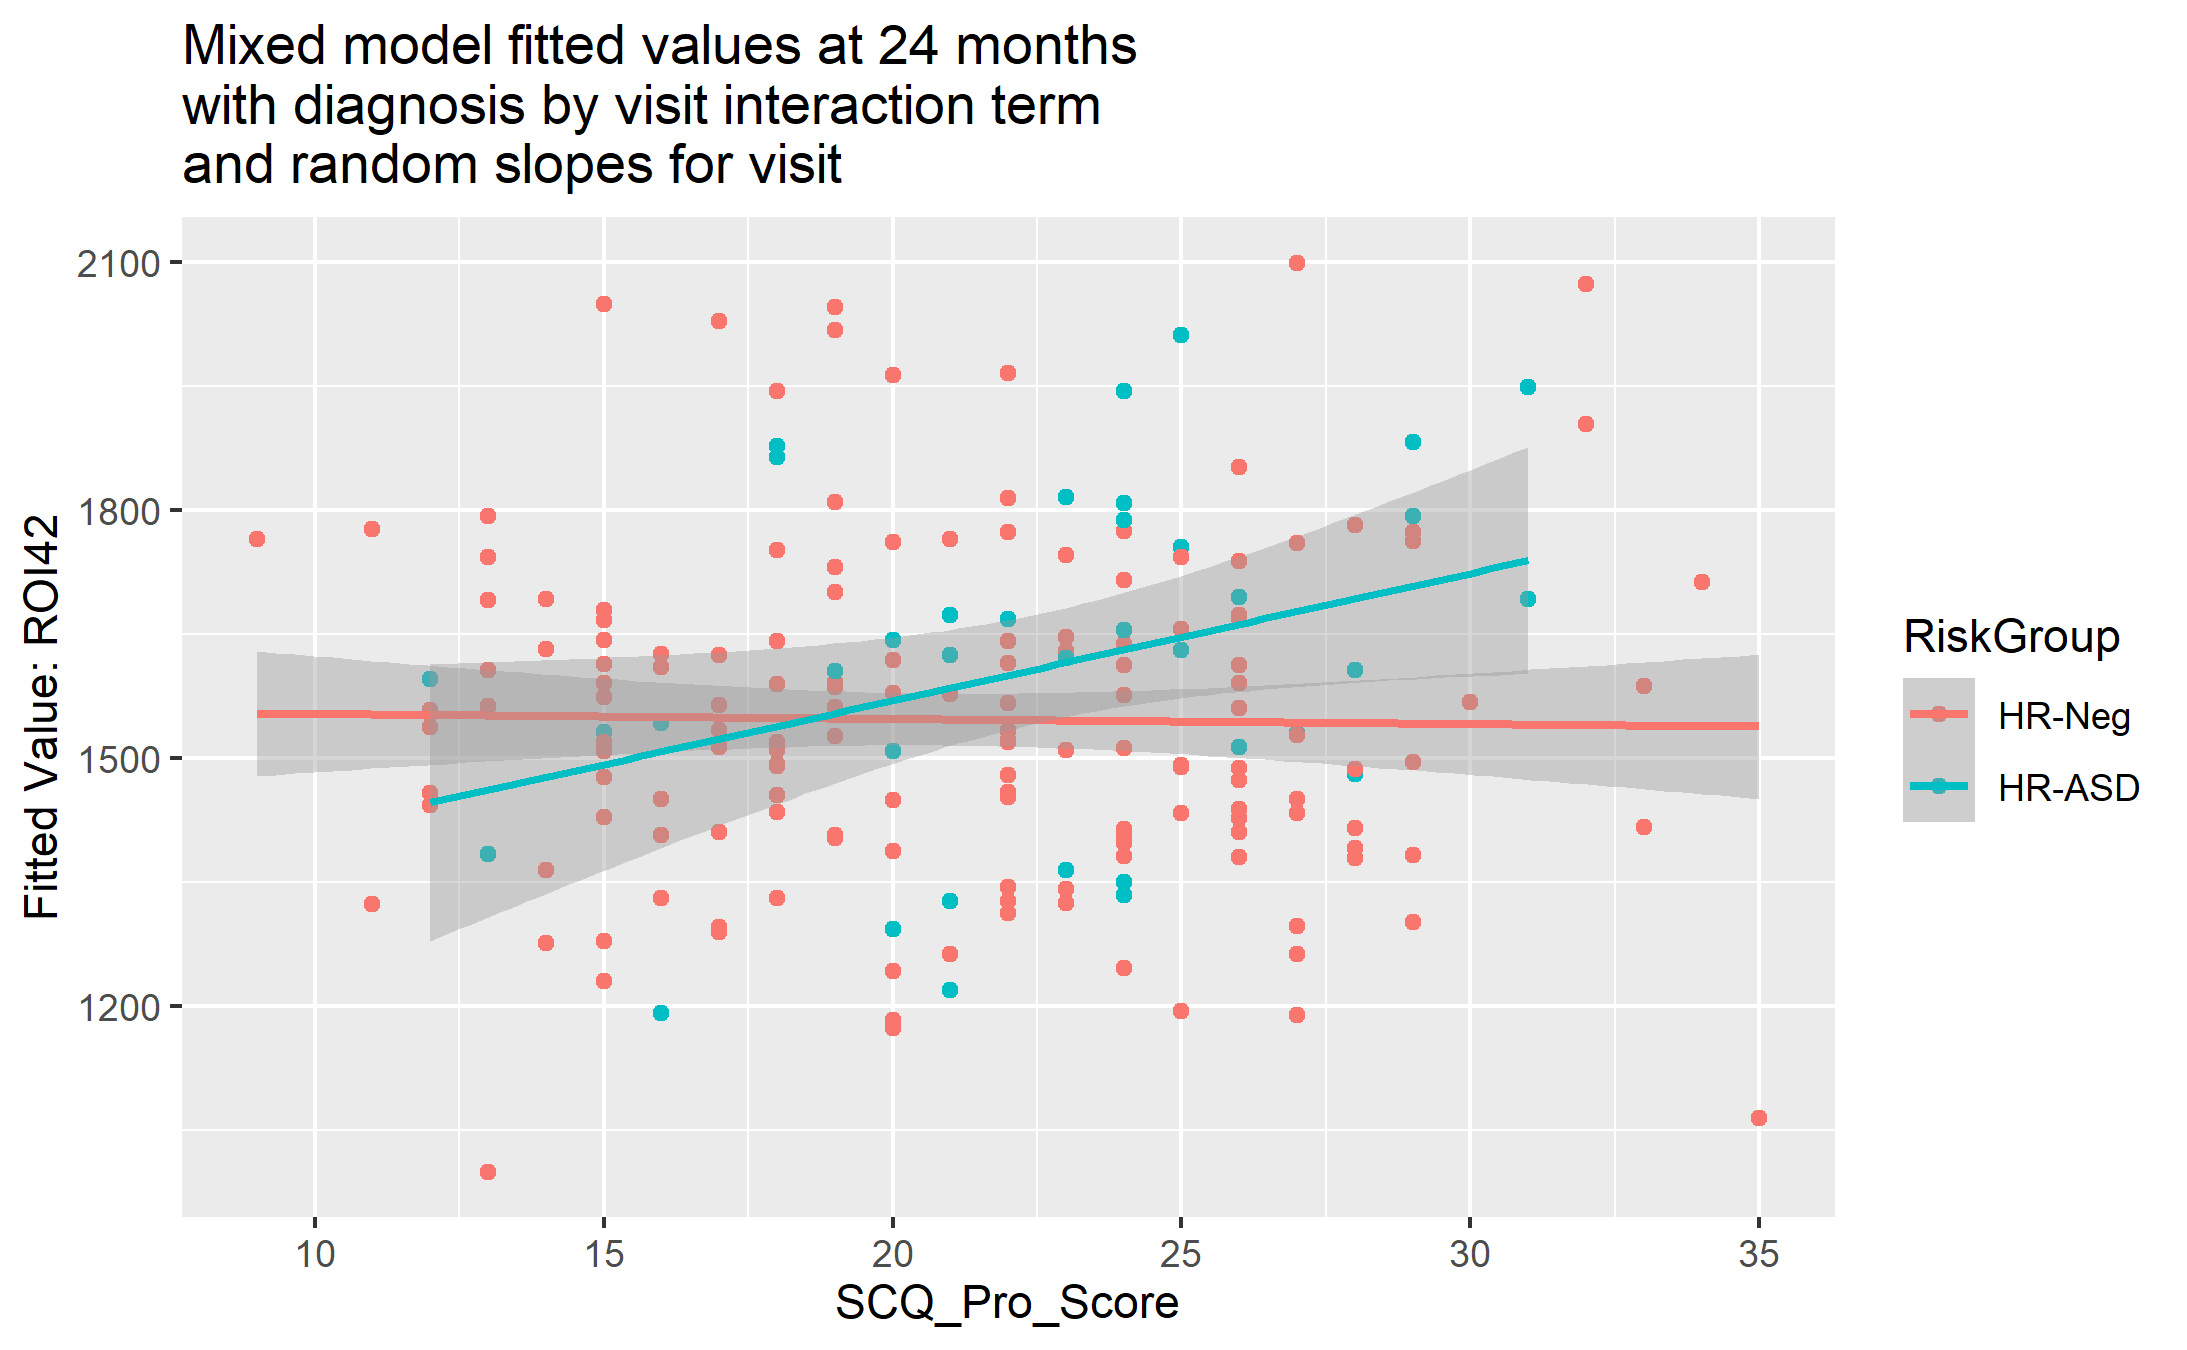 Mixed model fitted values at 24 months
with diagnosis by visit interaction term
and random slopes for visit
2100
1800
1500
1200
Fitted Value: ROI42
10 15 20 25 30 35
SCQ_Pro_Score
RiskGroup
HR-Neg
HR-ASD